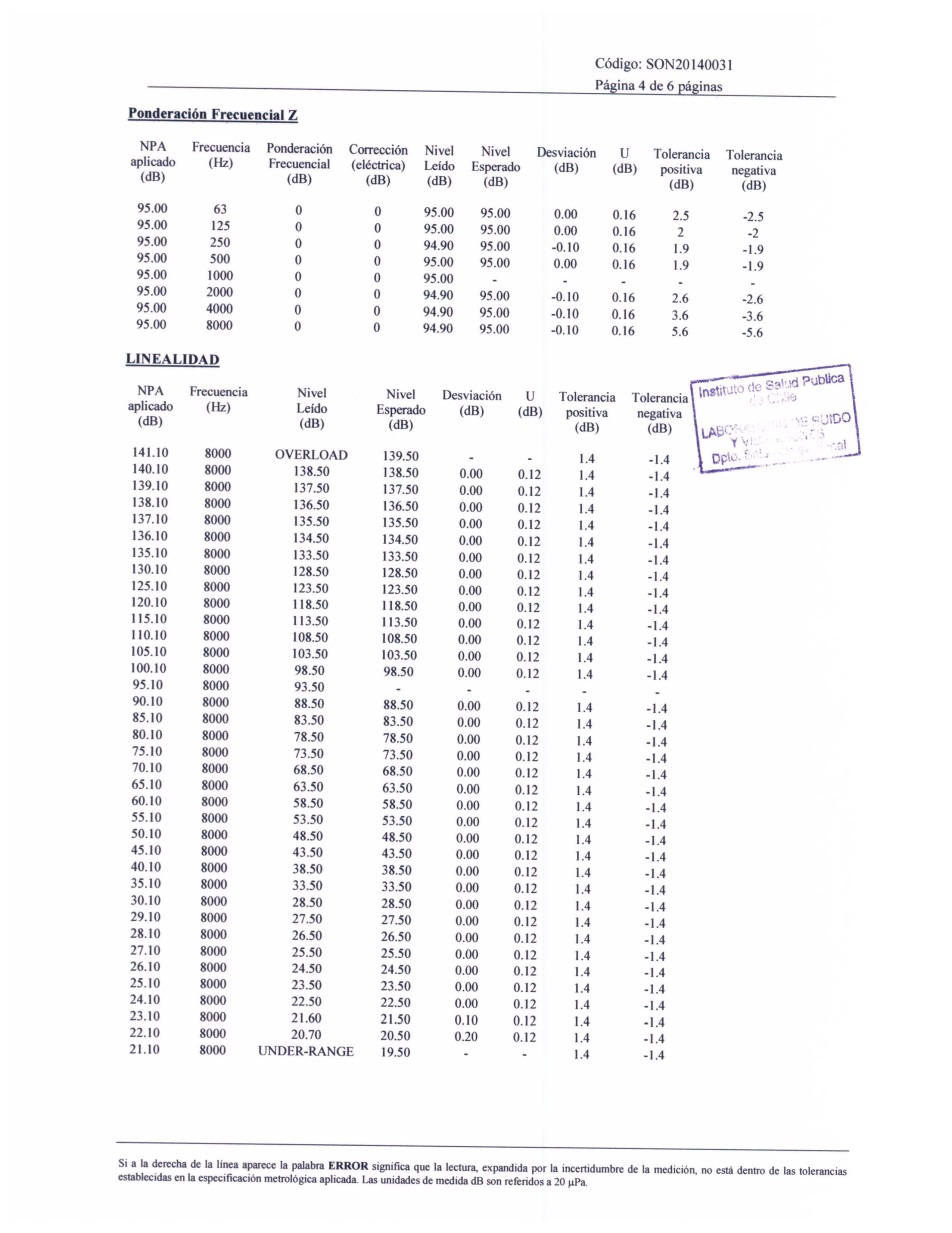 Código: SON20140031
Página 4 de 6 páginas
Ponderación Frecuencial Z
NPA aplicado (dB) Frecuencia (Hz) Ponderación Frecuencial (dB) Corrección (eléctrica) (dB) Nivel Leído (dB) Nivel Esperado (dB) Desviación (dB) U (dB) Tolerancia positiva (dB) Tolerancia negativa (dB)
95.00 63 0 0 95.00 95.00 0.00 0.16 2.5 -2.5
95.00 125 0 0 95.00 95.00 0.00 0.16 2 -2
95.00 250 0 0 94.90 95.00 -0.10 0.16 1.9 -1.9
95.00 500 0 0 95.00 95.00 0.00 0.16 1.9 -1.9
95.00 1000 0 0 95.00 - - - - -
95.00 2000 0 0 94.90 95.00 -0.10 0.16 2.6 -2.6
95.00 4000 0 0 94.90 95.00 -0.10 0.16 3.6 -3.6
95.00 8000 0 0 94.90 95.00 -0.10 0.16 5.6 -5.6
LINEALIDAD
NPA aplicado (dB) Frecuencia (Hz) Nivel Leído (dB) Nivel Esperado (dB) Desviación (dB) U (dB) Tolerancia positiva (dB) Tolerancia negativa (dB)
Instituto de Salud Publica
de Chile
RUIDO
Y
Dpto.
141.10 8000 OVERLOAD 139.50 - - 1.4 -1.4
140.10 8000 138.50 138.50 0.00 0.12 1.4 -1.4
139.10 8000 137.50 137.50 0.00 0.12 1.4 -1.4
138.10 8000 136.50 136.50 0.00 0.12 1.4 -1.4
137.10 8000 135.50 135.50 0.00 0.12 1.4 -1.4
136.10 8000 134.50 134.50 0.00 0.12 1.4 -1.4
135.10 8000 133.50 133.50 0.00 0.12 1.4 -1.4
130.10 8000 128.50 128.50 0.00 0.12 1.4 -1.4
125.10 8000 123.50 123.50 0.00 0.12 1.4 -1.4
120.10 8000 118.50 118.50 0.00 0.12 1.4 -1.4
115.10 8000 113.50 113.50 0.00 0.12 1.4 -1.4
110.10 8000 108.50 108.50 0.00 0.12 1.4 -1.4
105.10 8000 103.50 103.50 0.00 0.12 1.4 -1.4
100.10 8000 98.50 98.50 0.00 0.12 1.4 -1.4
95.10 8000 93.50 - - - - -
90.10 8000 88.50 88.50 0.00 0.12 1.4 -1.4
85.10 8000 83.50 83.50 0.00 0.12 1.4 -1.4
80.10 8000 78.50 78.50 0.00 0.12 1.4 -1.4
75.10 8000 73.50 73.50 0.00 0.12 1.4 -1.4
70.10 8000 68.50 68.50 0.00 0.12 1.4 -1.4
65.10 8000 63.50 63.50 0.00 0.12 1.4 -1.4
60.10 8000 58.50 58.50 0.00 0.12 1.4 -1.4
55.10 8000 53.50 53.50 0.00 0.12 1.4 -1.4
50.10 8000 48.50 48.50 0.00 0.12 1.4 -1.4
45.10 8000 43.50 43.50 0.00 0.12 1.4 -1.4
40.10 8000 38.50 38.50 0.00 0.12 1.4 -1.4
35.10 8000 33.50 33.50 0.00 0.12 1.4 -1.4
30.10 8000 28.50 28.50 0.00 0.12 1.4 -1.4
29.10 8000 27.50 27.50 0.00 0.12 1.4 -1.4
28.10 8000 26.50 26.50 0.00 0.12 1.4 -1.4
27.10 8000 25.50 25.50 0.00 0.12 1.4 -1.4
26.10 8000 24.50 24.50 0.00 0.12 1.4 -1.4
25.10 8000 23.50 23.50 0.00 0.12 1.4 -1.4
24.10 8000 22.50 22.50 0.00 0.12 1.4 -1.4
23.10 8000 21.60 21.50 0.10 0.12 1.4 -1.4
22.10 8000 20.70 20.50 0.20 0.12 1.4 -1.4
21.10 8000 UNDER-RANGE 19.50 - - 1.4 -1.4
Si a la derecha de la línea aparece la palabra ERROR significa que la lectura, expandida por la incertidumbre de la medición, no está dentro de las tolerancias
establecidas en la especificación metrológica aplicada. Las unidades de medida dB son referidos a 20 µPa.